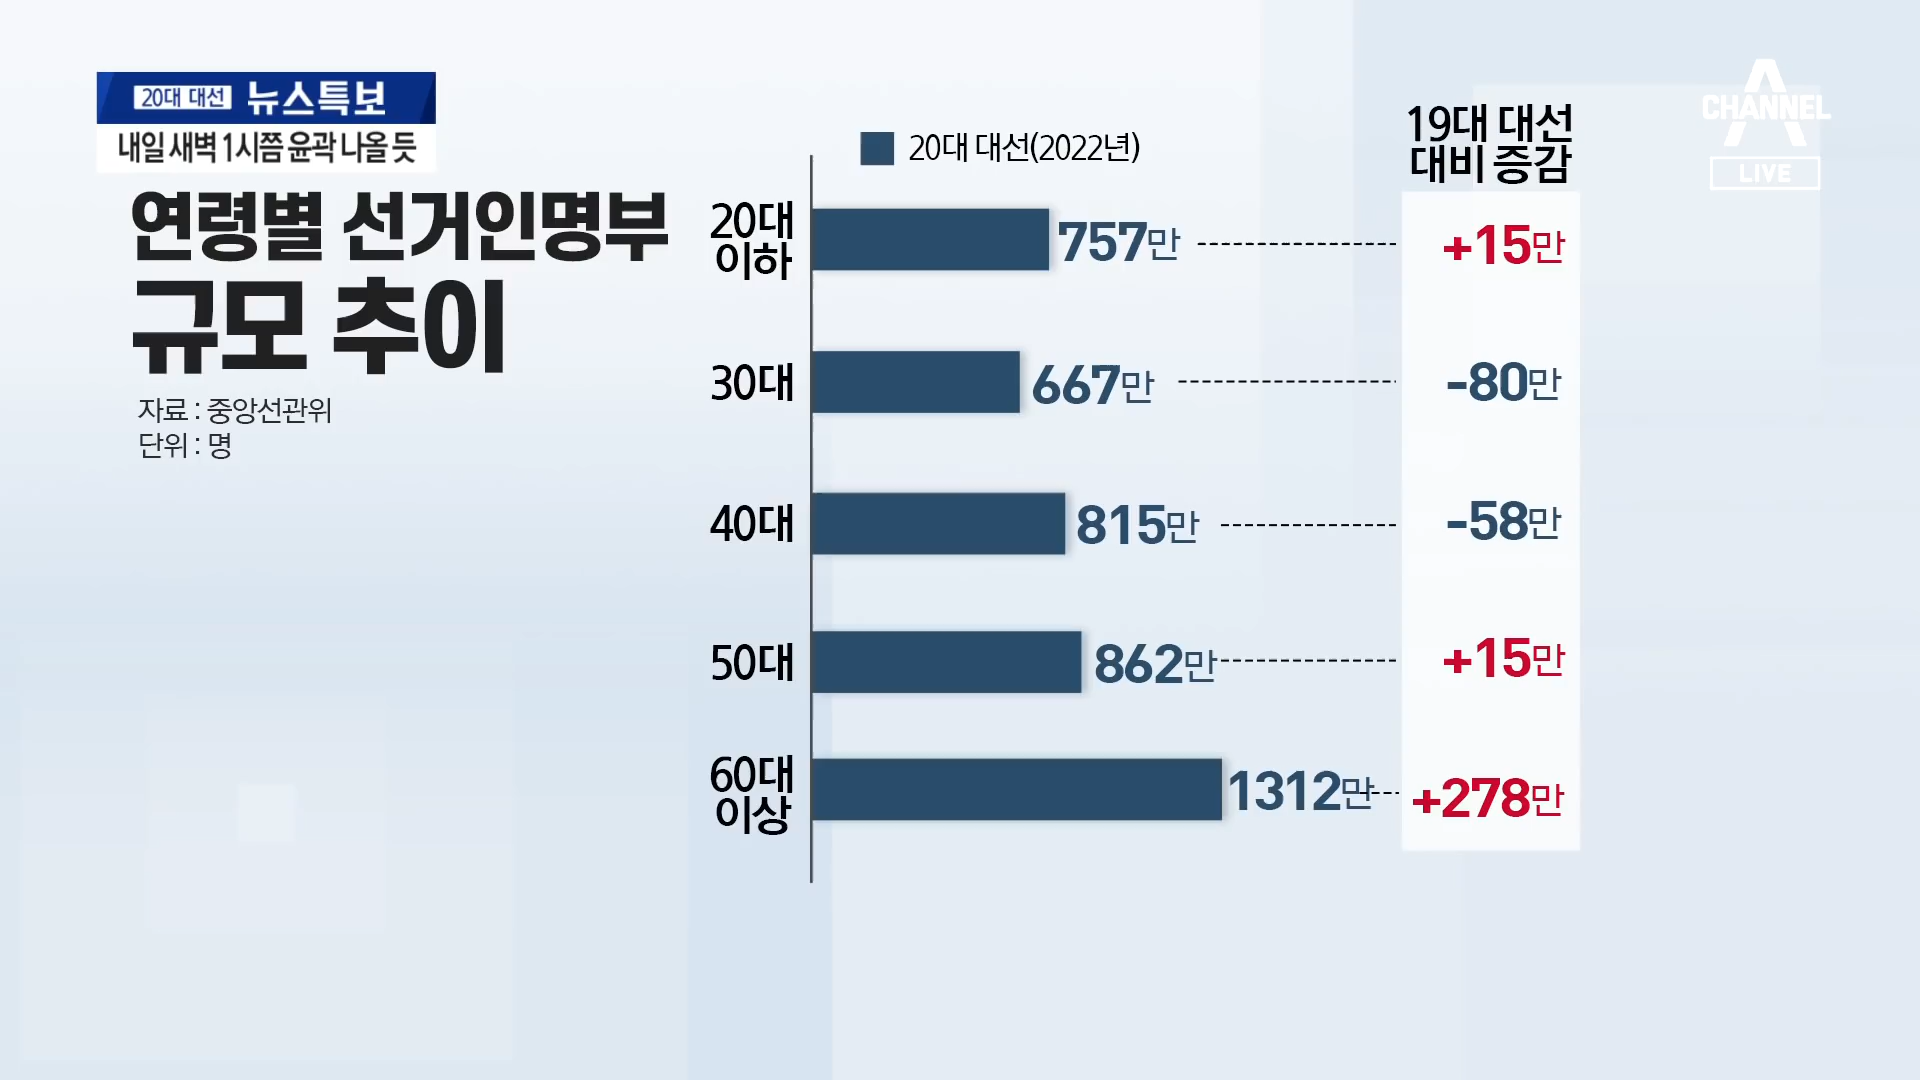 20대 대선 뉴스특보
내일 새벽 1시쯤 윤곽 나올 듯
연령별 선거인명부
규모 추이
자료 : 중앙선관위
단위 : 명
20대 대선(2022년)
19대 대선
대비 증감
CHANNEL A
LIVE
20대
이하
757만
+15만
30대
667만
-80만
40대
815만
-58만
50대
862만
+15만
60대
이상
1312만
+278만